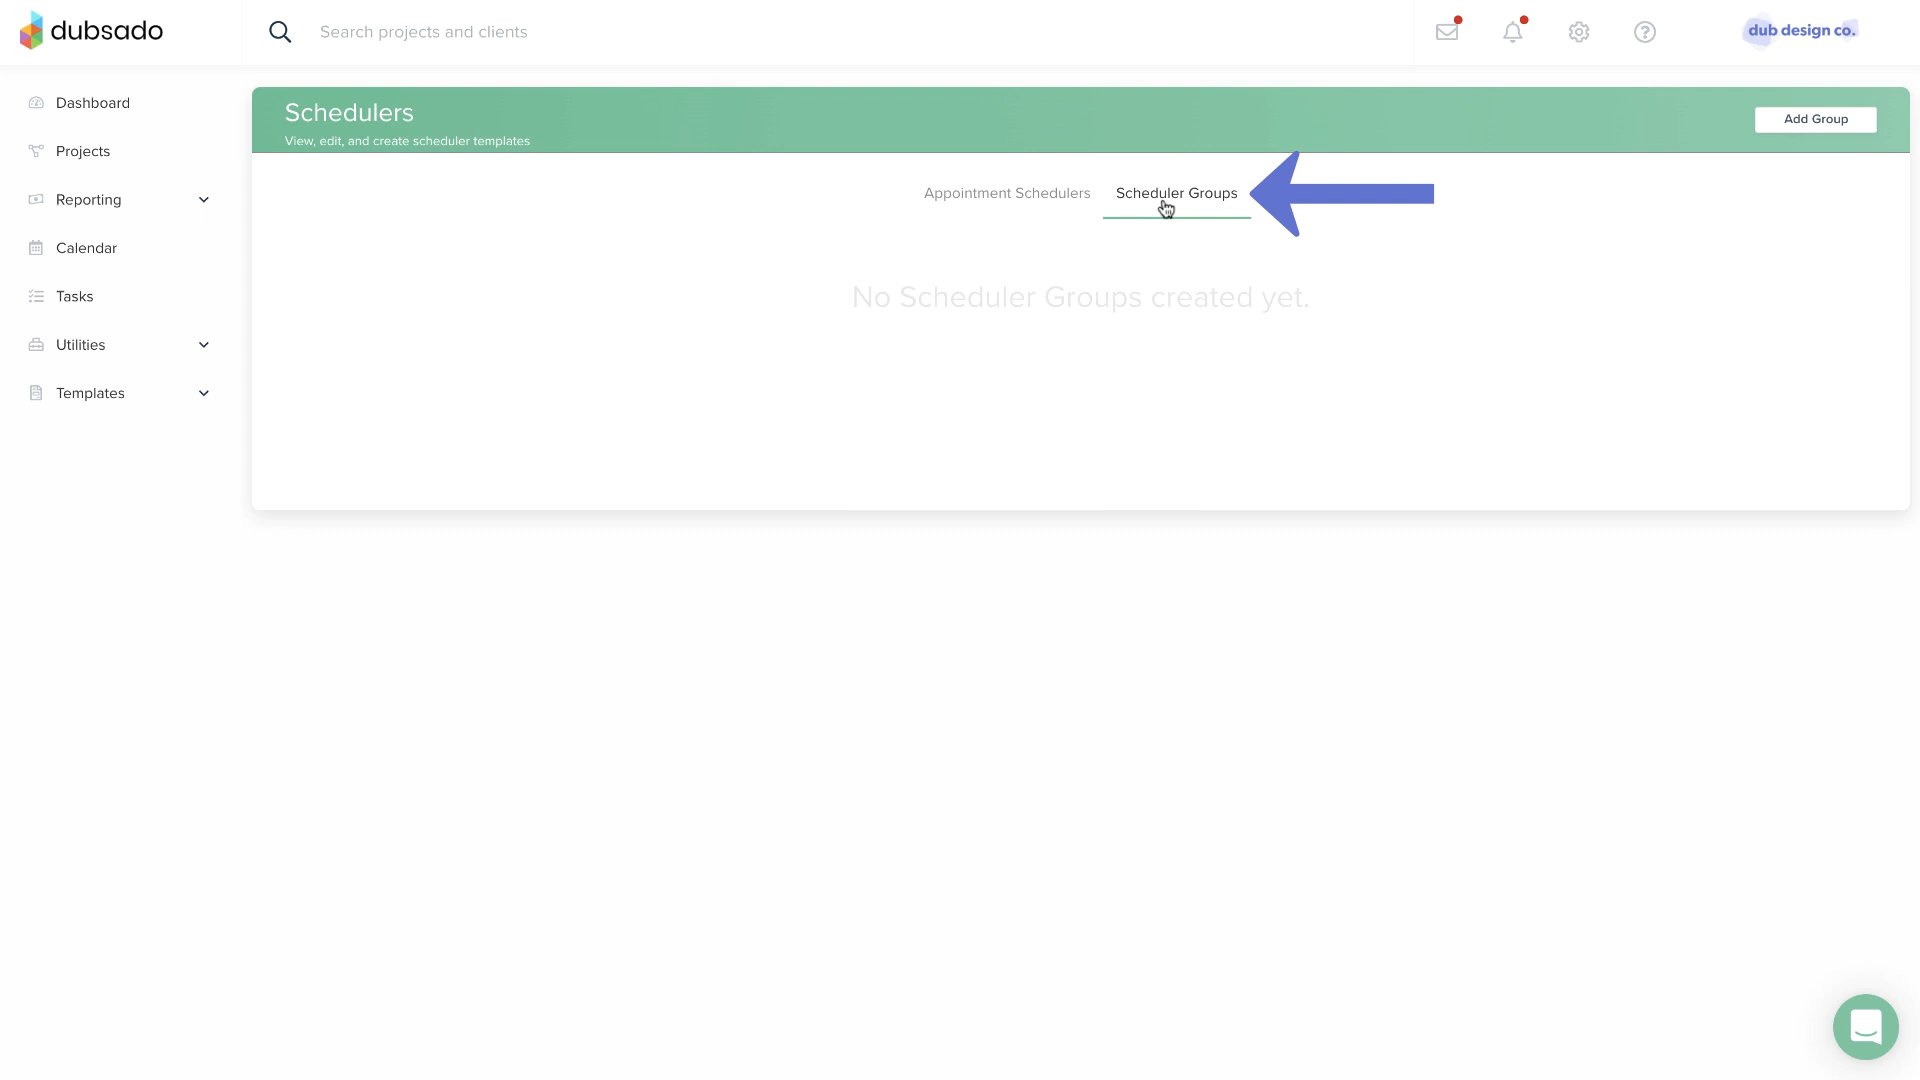 dubsado
Search projects and clients
dub design co.
Dashboard
Projects
Reporting
Calendar
Tasks
Utilities
Templates
Schedulers
View, edit, and create scheduler templates
Add Group
Appointment Schedulers
Scheduler Groups
No Scheduler Groups created yet.